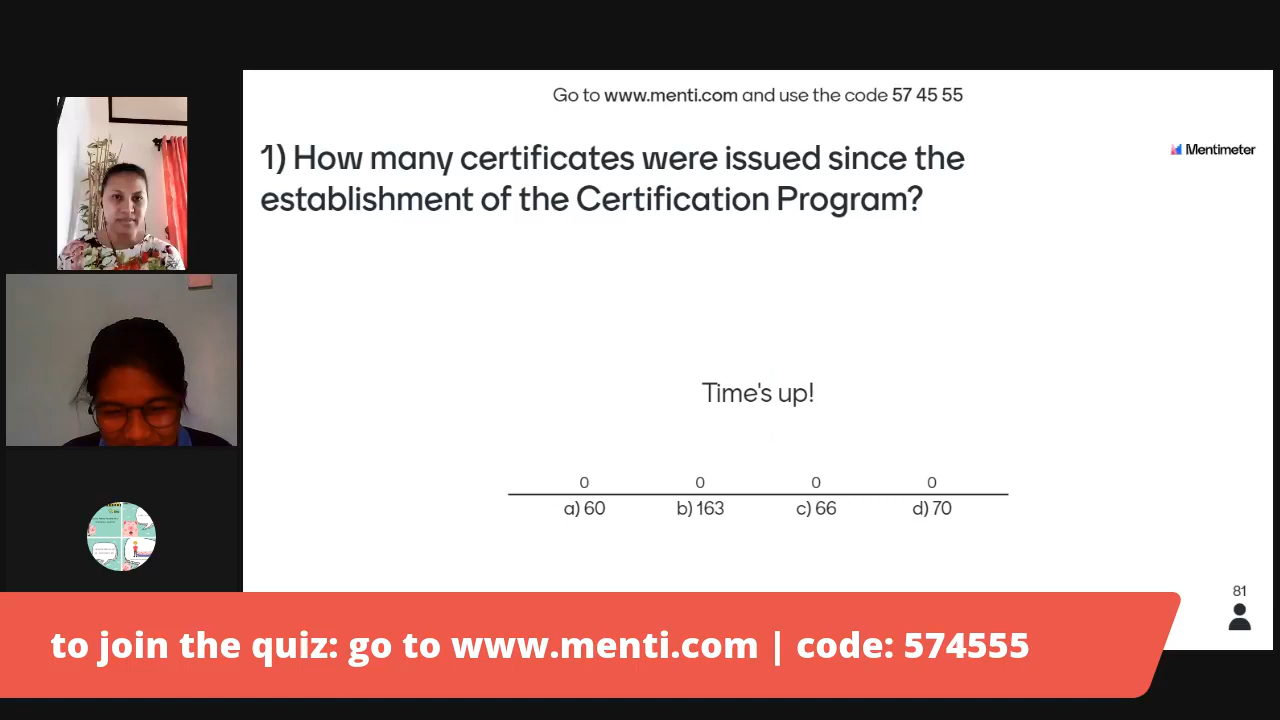 Go to www.menti.com and use the code 57 45 55
1) How many certificates were issued since the
establishment of the Certification Program?
Mentimeter
Time's up!
0 0 0 0
a) 60 b) 163 c) 66 d) 70
81
to join the quiz: go to www.menti.com | code: 574555